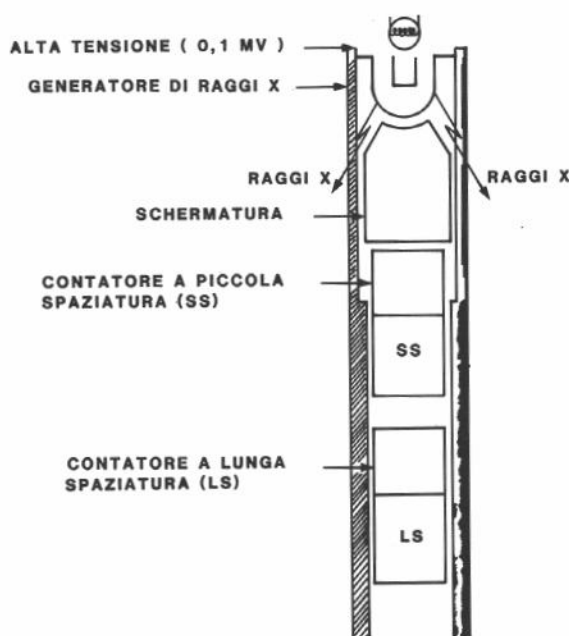 ALTA TENSIONE ( 0,1 MV )
GENERATORE DI RAGGI X
RAGGI X
RAGGI X
SCHERMATURA
CONTATORE A PICCOLA
SPAZIATURA (SS)
SS
CONTATORE A LUNGA
SPAZIATURA (LS)
LS